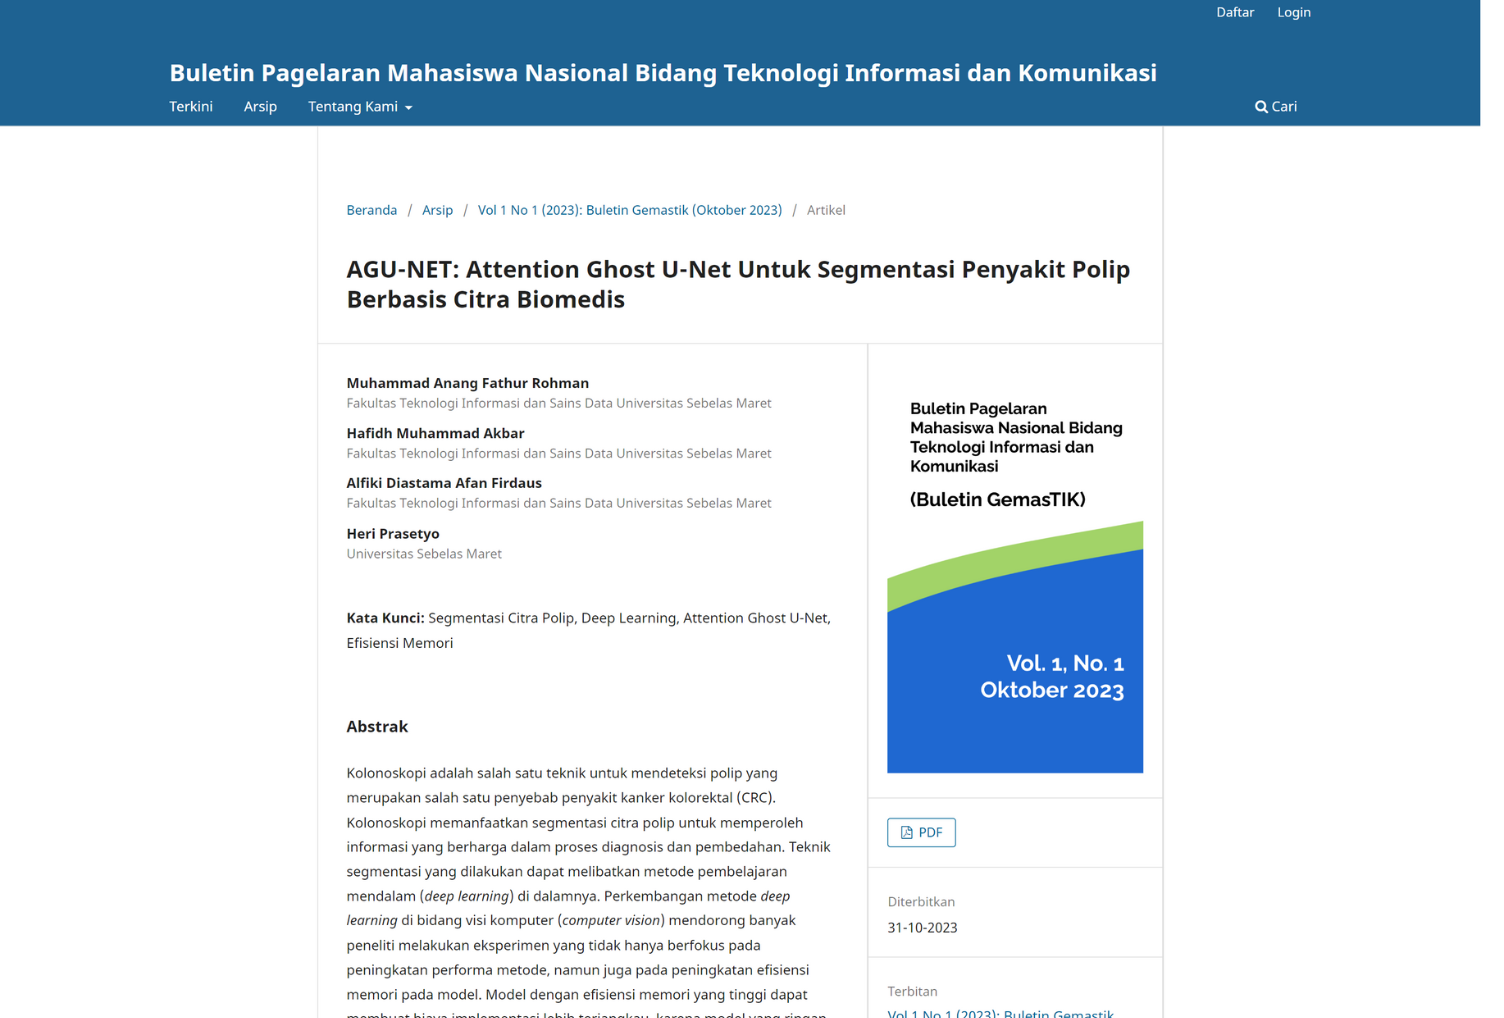 Daftar Login
Buletin Pagelaran Mahasiswa Nasional Bidang Teknologi Informasi dan Komunikasi
Terkini Arsip Tentang Kami Cari
Beranda / Arsip / Vol 1 No 1 (2023): Buletin Gemastik (Oktober 2023) / Artikel
AGU-NET: Attention Ghost U-Net Untuk Segmentasi Penyakit Polip
Berbasis Citra Biomedis
Muhammad Anang Fathur Rohman
Fakultas Teknologi Informasi dan Sains Data Universitas Sebelas Maret
Hafidh Muhammad Akbar
Fakultas Teknologi Informasi dan Sains Data Universitas Sebelas Maret
Alfiki Diastama Afan Firdaus
Fakultas Teknologi Informasi dan Sains Data Universitas Sebelas Maret
Heri Prasetyo
Universitas Sebelas Maret
Kata Kunci: Segmentasi Citra Polip, Deep Learning, Attention Ghost U-Net,
Efisiensi Memori
Abstrak
Kolonoskopi adalah salah satu teknik untuk mendeteksi polip yang
merupakan salah satu penyebab penyakit kanker kolorektal (CRC).
Kolonoskopi memanfaatkan segmentasi citra polip untuk memperoleh
informasi yang berharga dalam proses diagnosis dan pembedahan. Teknik
segmentasi yang dilakukan dapat melibatkan metode pembelajaran
mendalam (deep learning) di dalamnya. Perkembangan metode deep
learning di bidang visi komputer (computer vision) mendorong banyak
peneliti melakukan eksperimen yang tidak hanya berfokus pada
peningkatan performa metode, namun juga pada peningkatan efisiensi
memori pada model. Model dengan efisiensi memori yang tinggi dapat
membuat biaya implementasi lebih terjangkau, karena model yang ringan
Buletin Pagelaran
Mahasiswa Nasional Bidang
Teknologi Informasi dan
Komunikasi
(Buletin GemasTIK)
Vol. 1, No. 1
Oktober 2023
PDF
Diterbitkan
31-10-2023
Terbitan
Vol 1 No 1 (2023): Buletin Gemastik